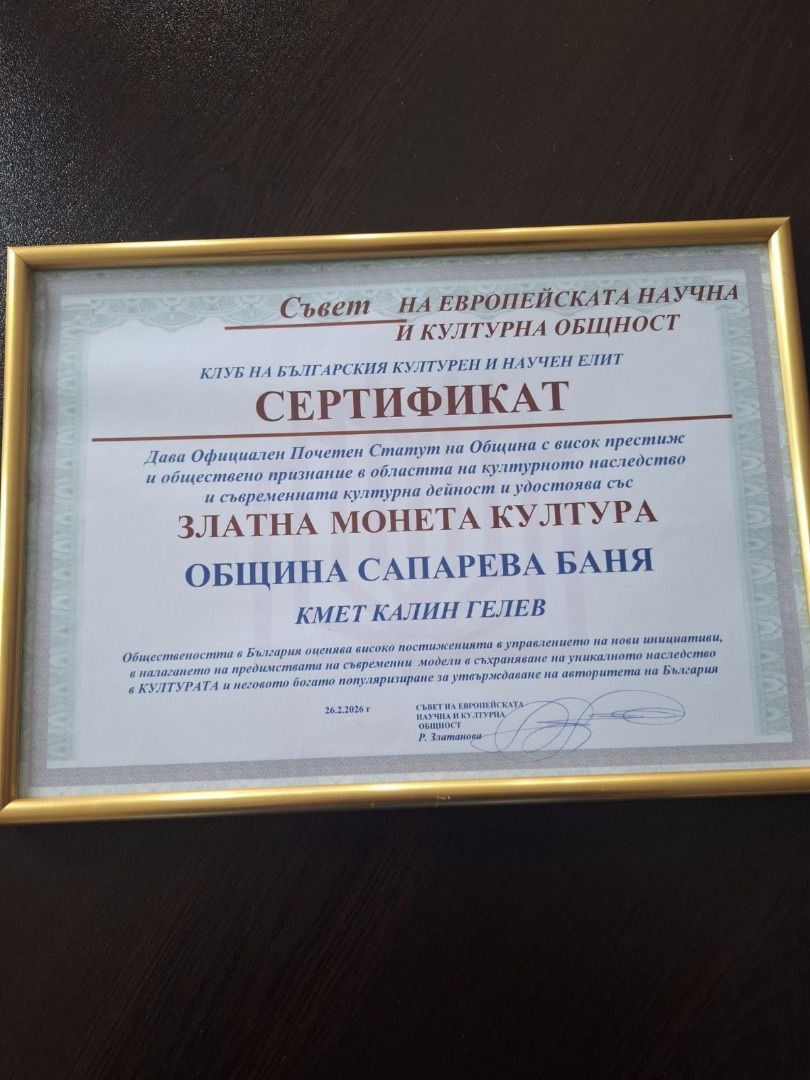 Съвет НА ЕВРОПЕЙСКАТА НАУЧНА
И КУЛТУРНА ОБЩНОСТ
КЛУБ НА БЪЛГАРСКИЯ КУЛТУРЕН И НАУЧЕН ЕЛИТ
СЕРТИФИКАТ
Дава Официален Почетен Статут на Община с висок престиж
и обществено признание в областта на културното наследство
и съвременната културна дейност и удостоява със
ЗЛАТНА МОНЕТА КУЛТУРА
ОБЩИНА САПАРЕВА БАНЯ
КМЕТ КАЛИН ГЕЛЕВ
Обществеността в България оценява високо постиженията в управлението на нови инициативи,
в налагането на предимствата на съвременни модели в съхраняване на уникалното наследство
в КУЛТУРАТА и неговото богато популяризиране за утвърждаване на авторитета на България
26.2.2026 г
СЪВЕТ НА ЕВРОПЕЙСКАТА
НАУЧНА И КУЛТУРНА
ОБЩНОСТ
Р. Златанова